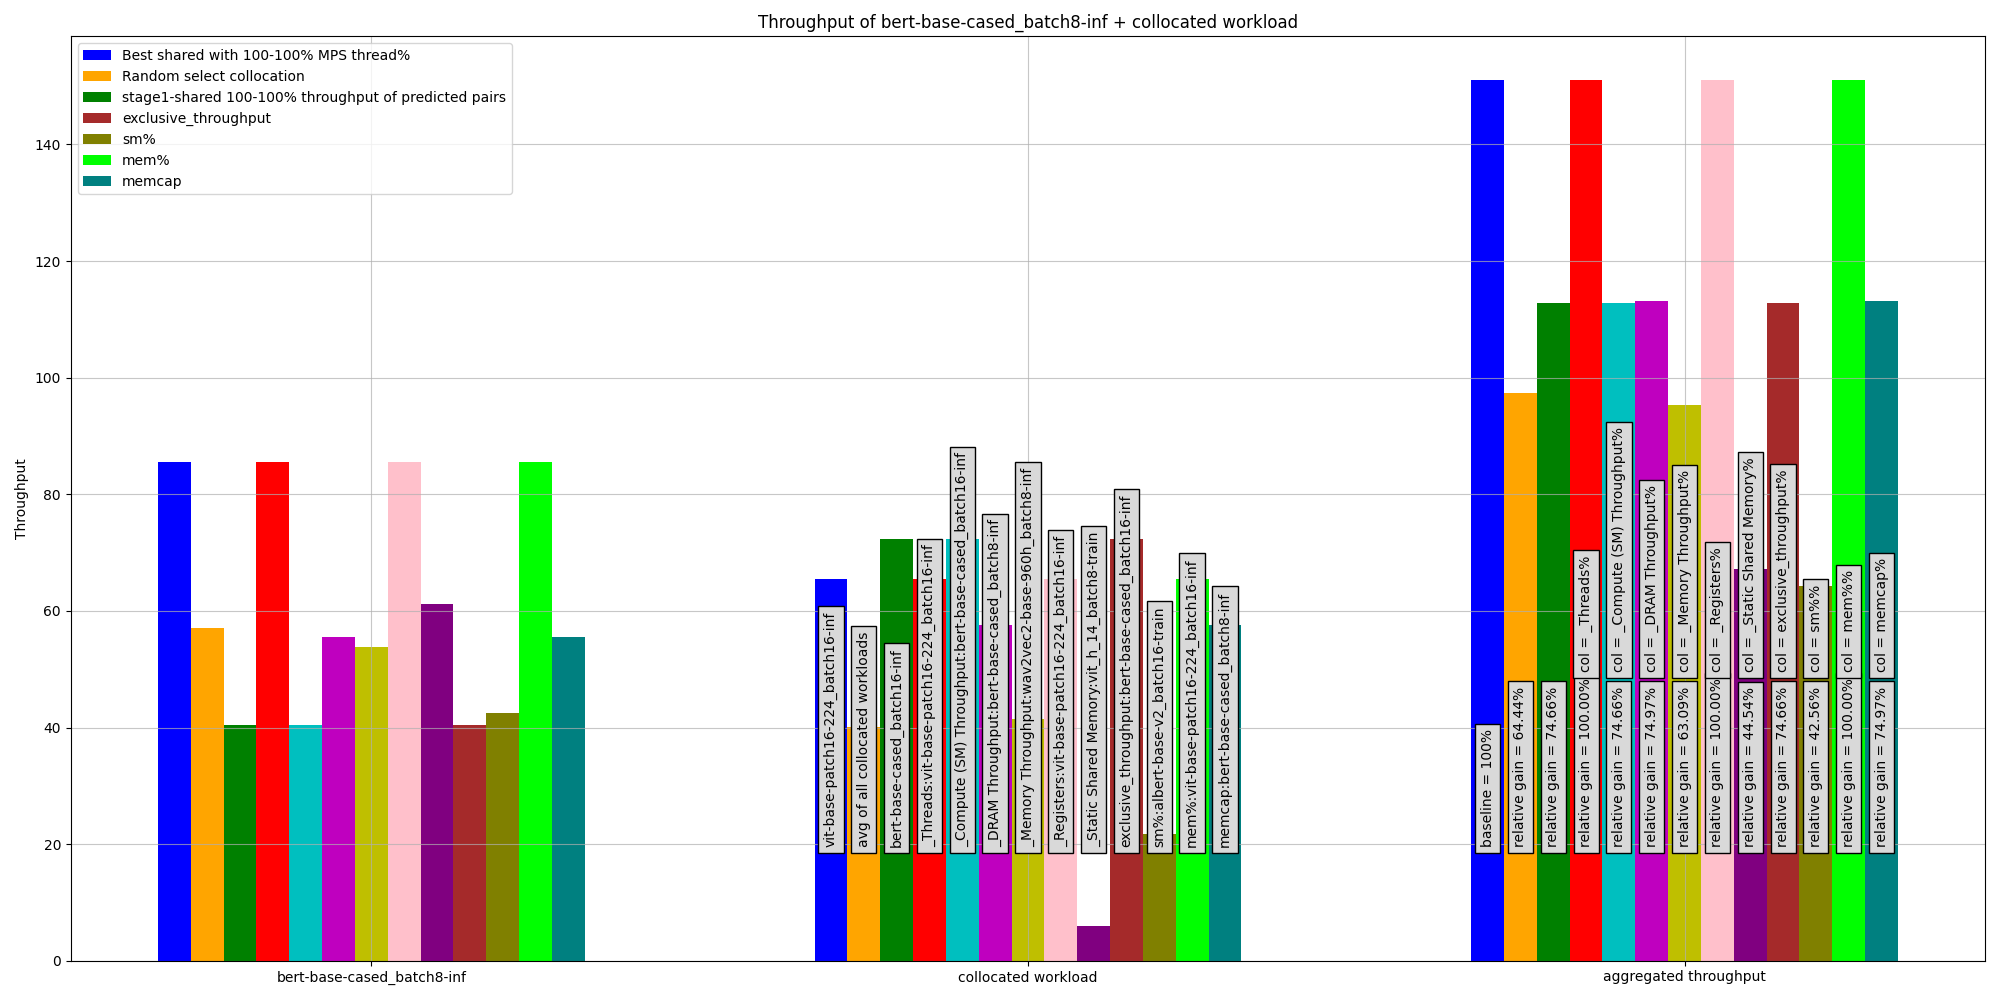 Throughput of bert-base-cased_batch8-inf + collocated workload
Best shared with 100-100% MPS thread%
Random select collocation
stage1-shared 100-100% throughput of predicted pairs
exclusive_throughput
sm%
mem%
memcap
Throughput
140
120
100
80
60
40
20
0
vit-base-patch16-224_batch16-inf
avg of all collocated workloads
bert-base-cased_batch16-inf
_Threads:vit-base-patch16-224_batch16-inf
_Compute (SM) Throughput:bert-base-cased_batch16-inf
_DRAM Throughput:bert-base-cased_batch8-inf
_Memory Throughput:wav2vec2-base-960h_batch8-inf
_Registers:vit-base-patch16-224_batch16-inf
_Static Shared Memory:vit_h_14_batch8-train
exclusive_throughput:bert-base-cased_batch16-inf
sm%:albert-base-v2_batch16-train
mem%:vit-base-patch16-224_batch16-inf
memcap:bert-base-cased_batch8-inf
baseline = 100%
relative gain = 64.44%
relative gain = 74.66%
relative gain = 100.00%
col = _Threads%
relative gain = 74.66%
col = _Compute (SM) Throughput%
relative gain = 74.97%
col = _DRAM Throughput%
relative gain = 63.09%
col = _Memory Throughput%
relative gain = 100.00%
col = _Registers%
relative gain = 44.54%
col = _Static Shared Memory%
relative gain = 74.66%
col = exclusive_throughput%
relative gain = 42.56%
col = sm%%
relative gain = 100.00%
col = mem%%
relative gain = 74.97%
col = memcap%
bert-base-cased_batch8-inf
collocated workload
aggregated throughput